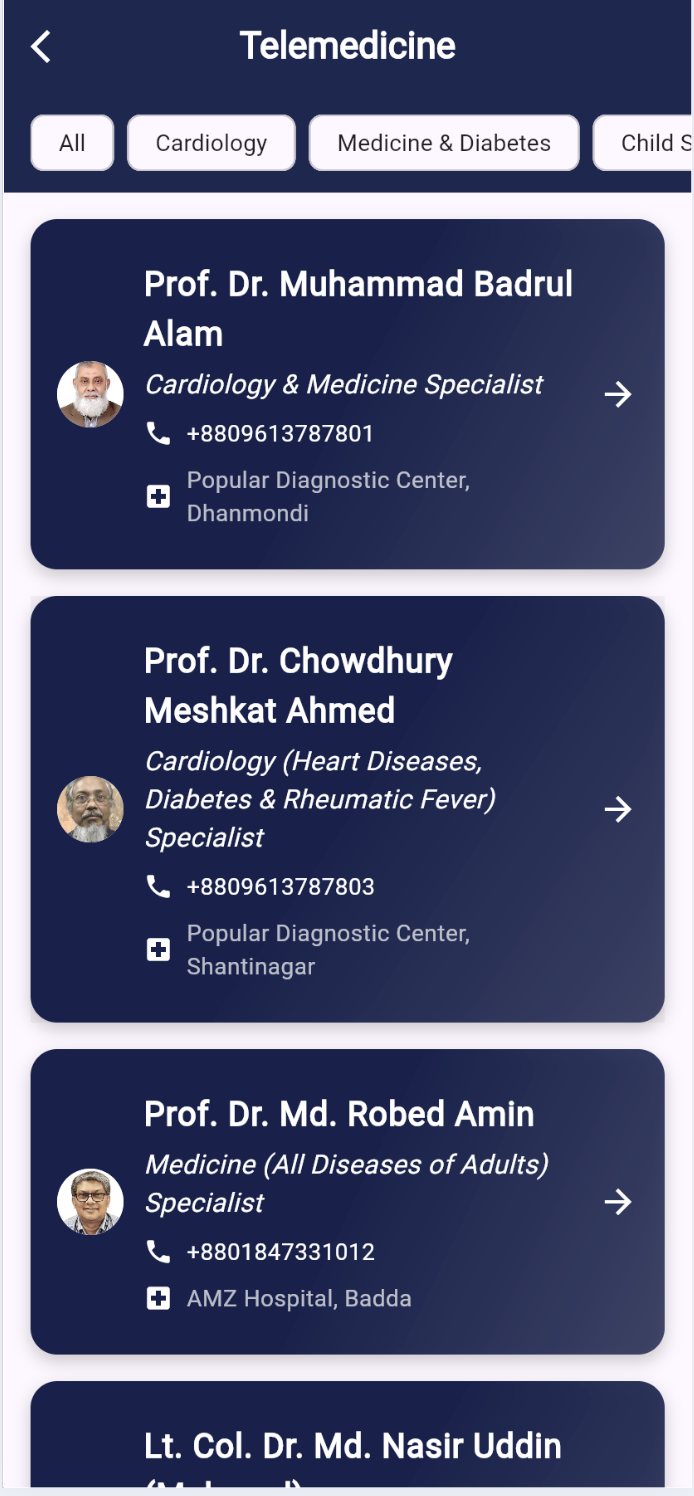 Telemedicine
All
Cardiology
Medicine & Diabetes
Child S
Prof. Dr. Muhammad Badrul
Alam
Cardiology & Medicine Specialist
+8809613787801
Popular Diagnostic Center,
Dhanmondi
Prof. Dr. Chowdhury
Meshkat Ahmed
Cardiology (Heart Diseases,
Diabetes & Rheumatic Fever)
Specialist
+8809613787803
Popular Diagnostic Center,
Shantinagar
Prof. Dr. Md. Robed Amin
Medicine (All Diseases of Adults)
Specialist
+8801847331012
AMZ Hospital, Badda
Lt. Col. Dr. Md. Nasir Uddin